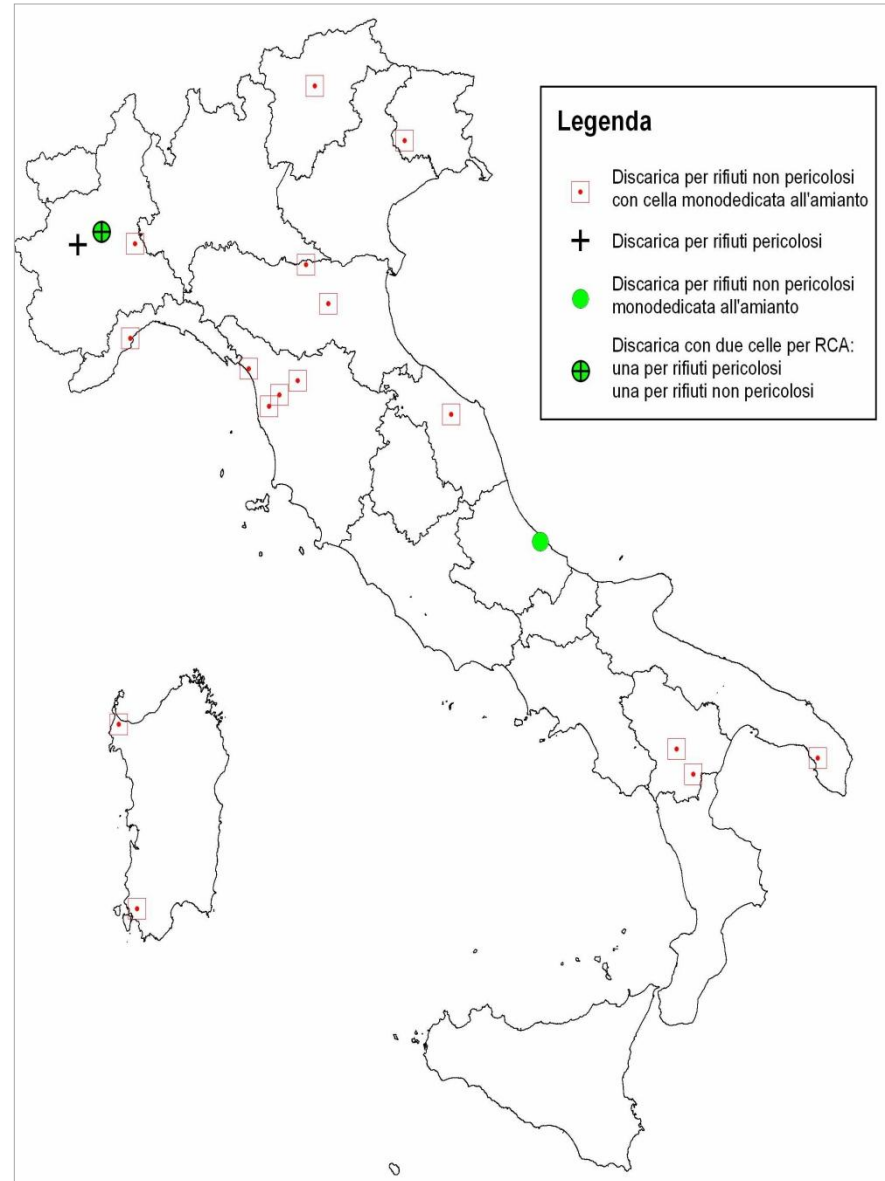 Legenda
Discarica per rifiuti non pericolosi
con cella monodedicata all'amianto
Discarica per rifiuti pericolosi
Discarica per rifiuti non pericolosi
monodedicata all'amianto
Discarica con due celle per RCA:
una per rifiuti pericolosi
una per rifiuti non pericolosi